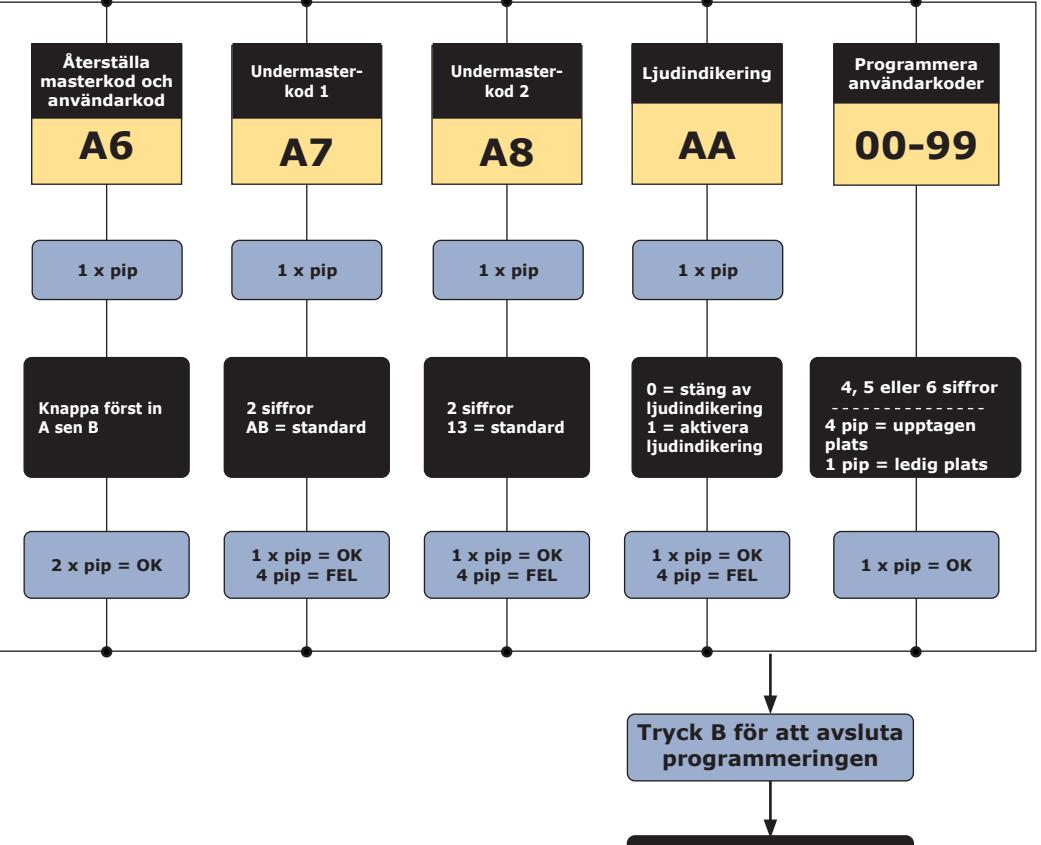 Återställa
masterkod och
användarkod
A6
1 x pip
Knappa först in
A sen B
2 x pip = OK
Undermaster-
kod 1
A7
1 x pip
2 siffror
AB = standard
1 x pip = OK
4 pip = FEL
Undermaster-
kod 2
A8
1 x pip
2 siffror
13 = standard
1 x pip = OK
4 pip = FEL
Ljudindikering
AA
1 x pip
0 = stäng av
ljudindikering
1 = aktivera
ljudindikering
1 x pip = OK
4 pip = FEL
Programmera
användarkoder
00-99
4, 5 eller 6 siffror
---------------
4 pip = upptagen
plats
1 pip = ledig plats
1 x pip = OK
Tryck B för att avsluta
programmeringen